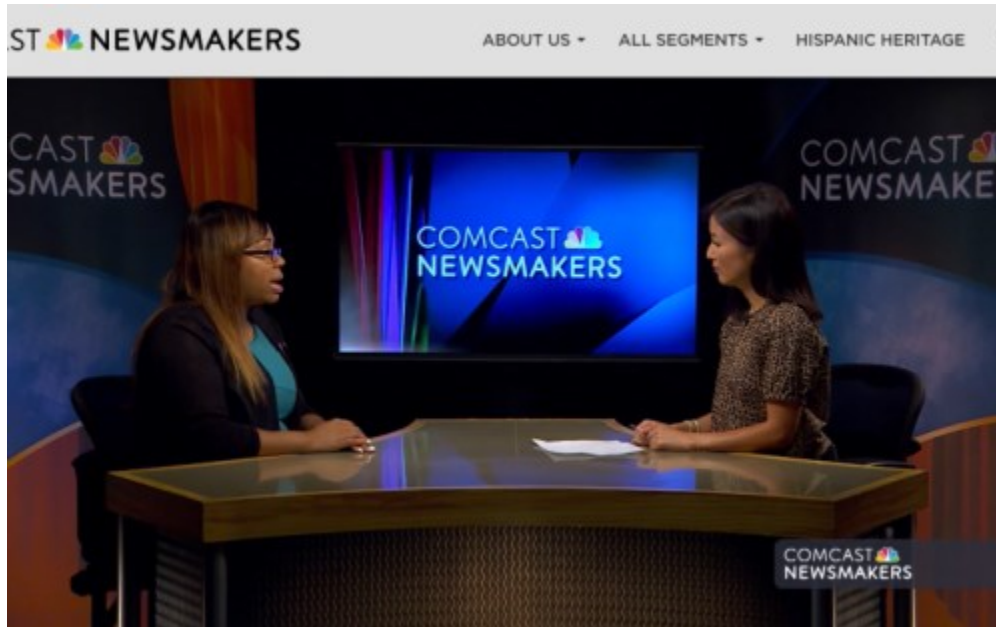 ST NEWSMAKERS
ABOUT US
ALL SEGMENTS
HISPANIC HERITAGE
CAST
SMAKERS
COMCAST
NEWSMAKERS
COMCAST
NEWSMAKE
COMCAST
NEWSMAKERS